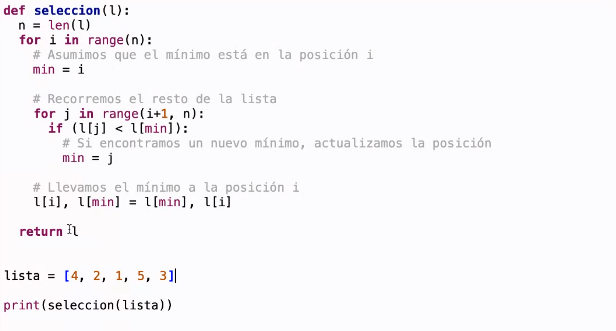 def seleccion(l):
n = len(l)
for i in range(n):
# Asumimos que el mínimo está en la posición i
min = i
# Recorremos el resto de la lista
for j in range(i+1, n):
if (l[j] < l[min]):
# Si encontramos un nuevo mínimo, actualizamos la posición
min = j
# Llevamos el mínimo a la posición i
l[i], l[min] = l[min], l[i]
return l
lista = [4, 2, 1, 5, 3]
print(seleccion(lista))